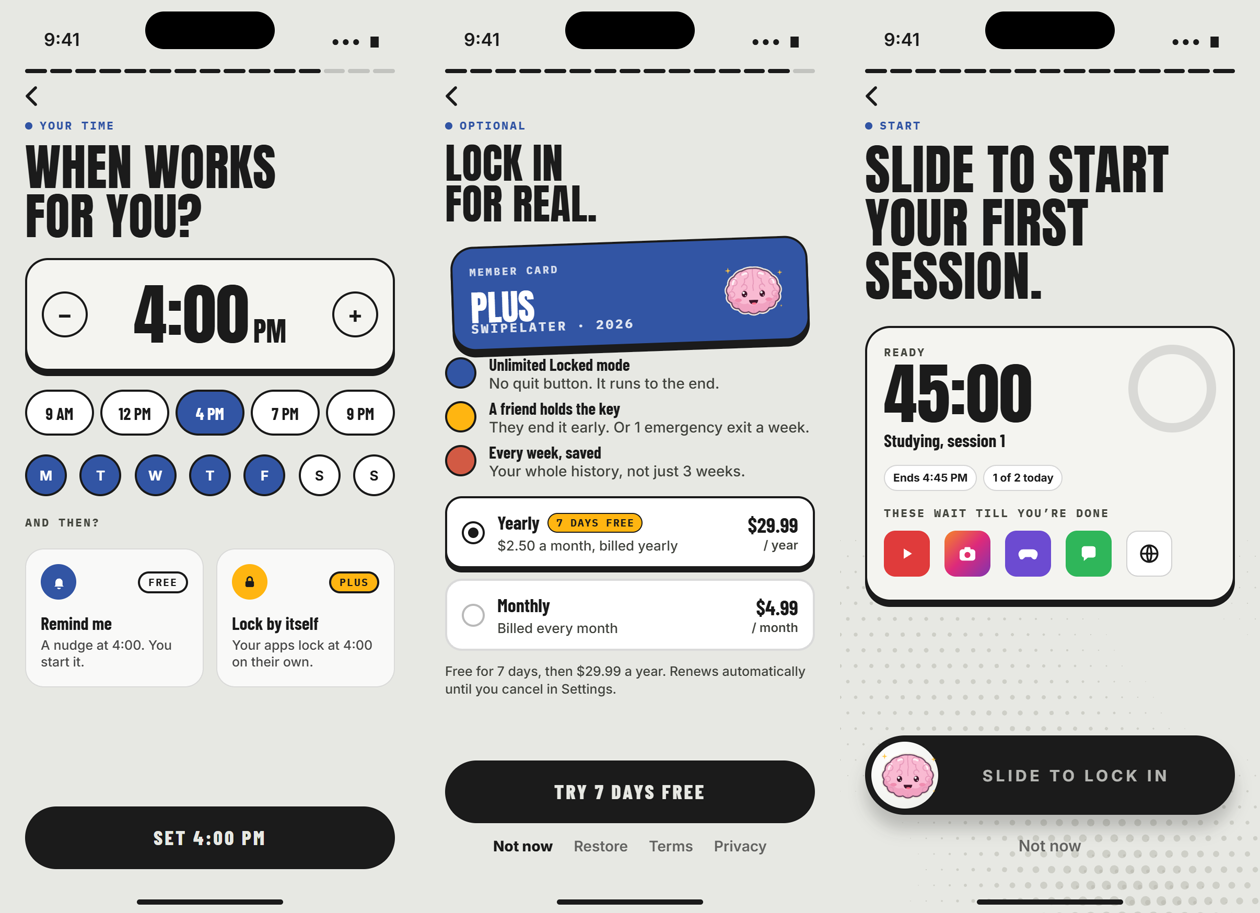 9:41
YOUR TIME
WHEN WORKS
FOR YOU?
−
4:00 PM
+
9 AM
12 PM
4 PM
7 PM
9 PM
M
T
W
T
F
S
S
AND THEN?
FREE
Remind me
A nudge at 4:00. You
start it.
PLUS
Lock by itself
Your apps lock at 4:00
on their own.
SET 4:00 PM
9:41
OPTIONAL
LOCK IN
FOR REAL.
MEMBER CARD
PLUS
SWIPELATER · 2026
Unlimited Locked mode
No quit button. It runs to the end.
A friend holds the key
They end it early. Or 1 emergency exit a week.
Every week, saved
Your whole history, not just 3 weeks.
Yearly 7 DAYS FREE
$2.50 a month, billed yearly
$29.99
/ year
Monthly
Billed every month
$4.99
/ month
Free for 7 days, then $29.99 a year. Renews automatically
until you cancel in Settings.
TRY 7 DAYS FREE
Not now Restore Terms Privacy
9:41
START
SLIDE TO START
YOUR FIRST
SESSION.
READY
45:00
Studying, session 1
Ends 4:45 PM
1 of 2 today
THESE WAIT TILL YOU’RE DONE
SLIDE TO LOCK IN
Not now